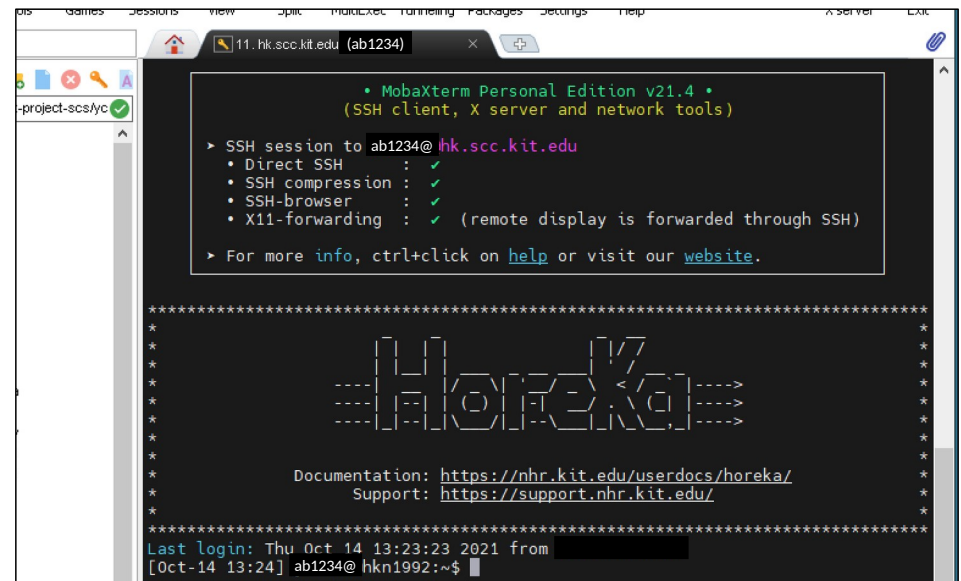 Games Sessions View Split MultiExec Tunneling Packages Settings Help X server Exit
11. hk.scc.kit.edu (ab1234)
A
-project-scs/yc
• MobaXterm Personal Edition v21.4 •
(SSH client, X server and network tools)
➤ SSH session to ab1234@ hk.scc.kit.edu
• Direct SSH : ✔
• SSH compression : ✔
• SSH-browser : ✔
• X11-forwarding : ✔ (remote display is forwarded through SSH)
➤ For more info, ctrl+click on help or visit our website.
HoreKa
Documentation: https://nhr.kit.edu/userdocs/horeka/
Support: https://support.nhr.kit.edu/
Last login: Thu Oct 14 13:23:23 2021 from
[Oct-14 13:24] ab1234@ hkn1992:~$